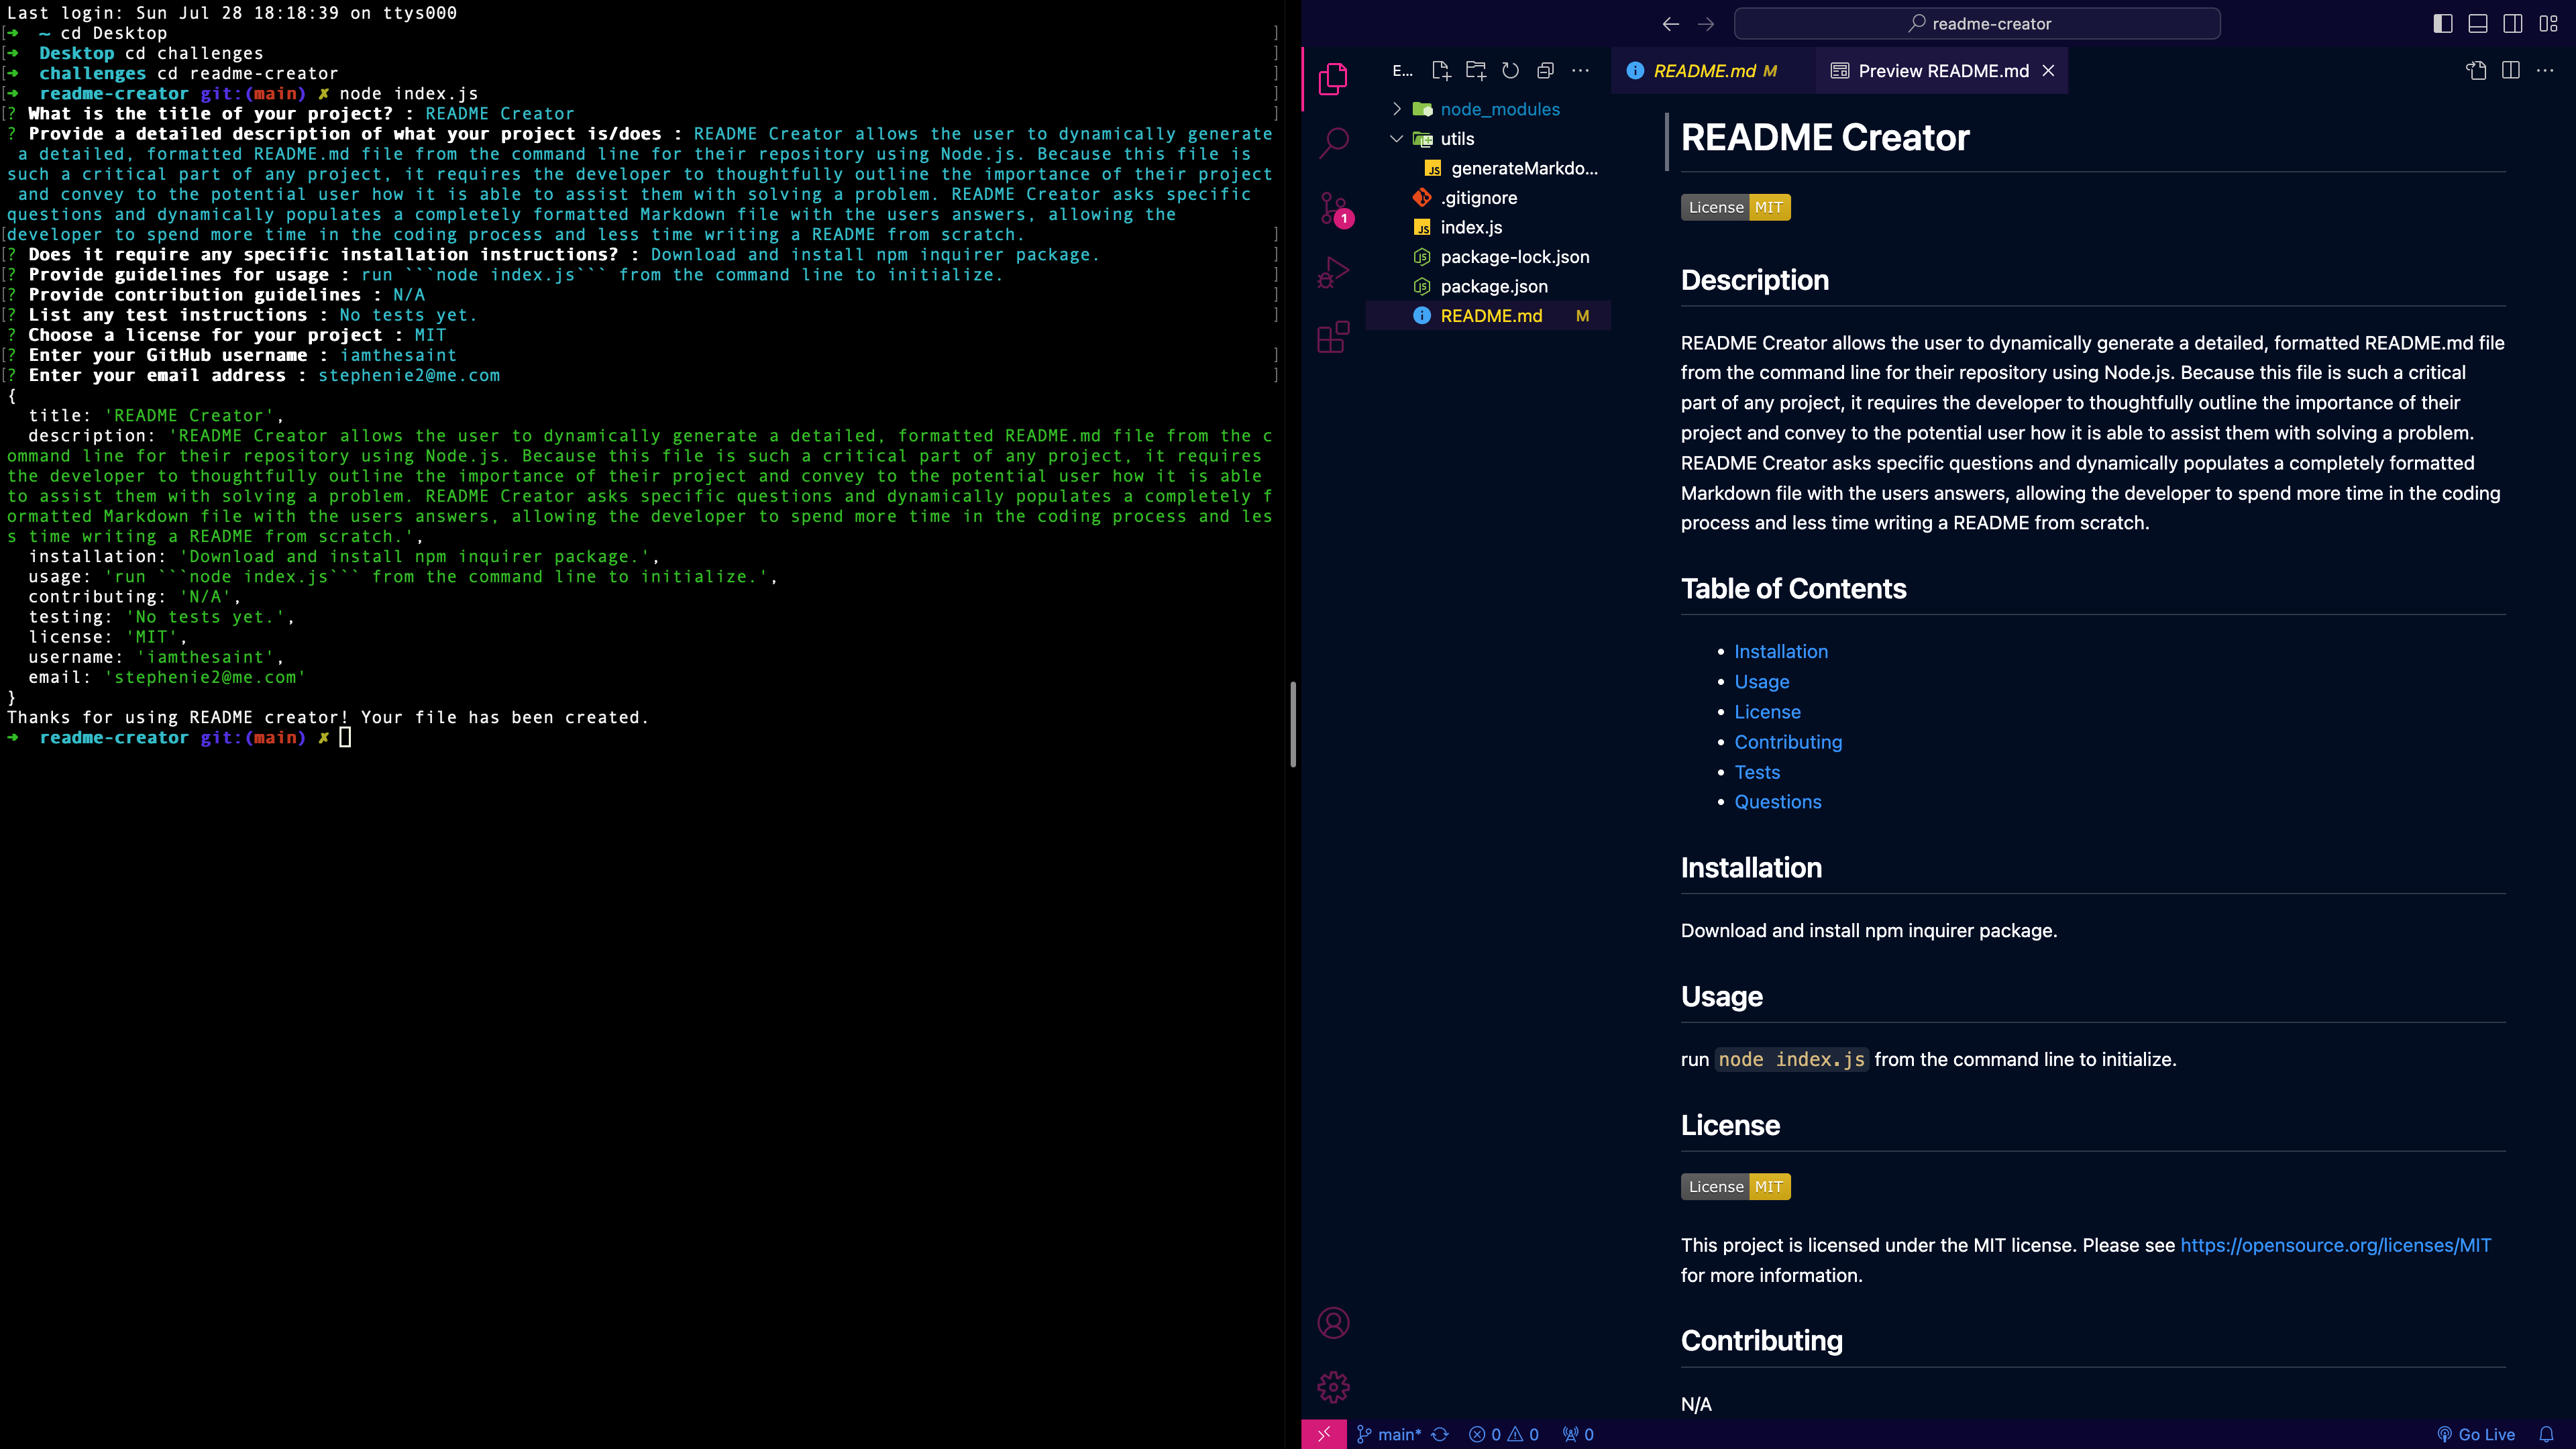 Last login: Sun Jul 28 18:18:39 on ttys000
[➜  ~ cd Desktop ]
[➜  Desktop cd challenges ]
[➜  challenges cd readme-creator ]
[➜  readme-creator git:(main) ✗ node index.js ]
[? What is the title of your project? : README Creator ]
? Provide a detailed description of what your project is/does : README Creator allows the user to dynamically generate
 a detailed, formatted README.md file from the command line for their repository using Node.js. Because this file is
such a critical part of any project, it requires the developer to thoughtfully outline the importance of their project
 and convey to the potential user how it is able to assist them with solving a problem. README Creator asks specific
questions and dynamically populates a completely formatted Markdown file with the users answers, allowing the
[developer to spend more time in the coding process and less time writing a README from scratch. ]
[? Does it require any specific installation instructions? : Download and install npm inquirer package. ]
[? Provide guidelines for usage : run ```node index.js``` from the command line to initialize. ]
[? Provide contribution guidelines : N/A ]
[? List any test instructions : No tests yet. ]
? Choose a license for your project : MIT
[? Enter your GitHub username : iamthesaint ]
[? Enter your email address : stephenie2@me.com ]
{
  title: 'README Creator',
  description: 'README Creator allows the user to dynamically generate a detailed, formatted README.md file from the c
ommand line for their repository using Node.js. Because this file is such a critical part of any project, it requires
the developer to thoughtfully outline the importance of their project and convey to the potential user how it is able
to assist them with solving a problem. README Creator asks specific questions and dynamically populates a completely f
ormatted Markdown file with the users answers, allowing the developer to spend more time in the coding process and les
s time writing a README from scratch.',
  installation: 'Download and install npm inquirer package.',
  usage: 'run ```node index.js``` from the command line to initialize.',
  contributing: 'N/A',
  testing: 'No tests yet.',
  license: 'MIT',
  username: 'iamthesaint',
  email: 'stephenie2@me.com'
}
Thanks for using README creator! Your file has been created.
➜  readme-creator git:(main) ✗
readme-creator
E...
README.md M
Preview README.md
node_modules
utils
JS generateMarkdo...
.gitignore
JS index.js
package-lock.json
package.json
README.md M
1
README Creator
License MIT
Description
README Creator allows the user to dynamically generate a detailed, formatted README.md file
from the command line for their repository using Node.js. Because this file is such a critical
part of any project, it requires the developer to thoughtfully outline the importance of their
project and convey to the potential user how it is able to assist them with solving a problem.
README Creator asks specific questions and dynamically populates a completely formatted
Markdown file with the users answers, allowing the developer to spend more time in the coding
process and less time writing a README from scratch.
Table of Contents
• Installation
• Usage
• License
• Contributing
• Tests
• Questions
Installation
Download and install npm inquirer package.
Usage
run node index.js from the command line to initialize.
License
License MIT
This project is licensed under the MIT license. Please see https://opensource.org/licenses/MIT
for more information.
Contributing
N/A
main* 0 0 0 Go Live